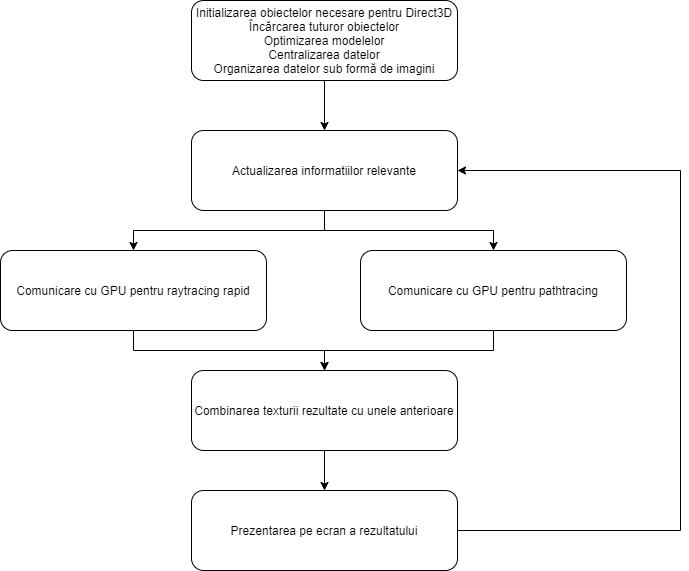 Initializarea obiectelor necesare pentru Direct3D
Încărcarea tuturor obiectelor
Optimizarea modelelor
Centralizarea datelor
Organizarea datelor sub formă de imagini
Actualizarea informatiilor relevante
Comunicare cu GPU pentru raytracing rapid
Comunicare cu GPU pentru pathtracing
Combinarea texturii rezultate cu unele anterioare
Prezentarea pe ecran a rezultatului